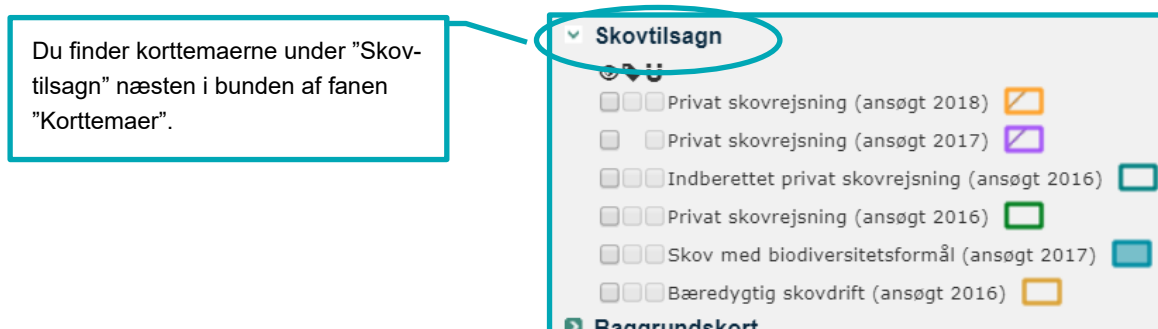 Du finder korttemaerne under ”Skov-
tilsagn” næsten i bunden af fanen
”Korttemaer”.
Skovtilsagn
Privat skovrejsning (ansøgt 2018)
Privat skovrejsning (ansøgt 2017)
Indberettet privat skovrejsning (ansøgt 2016)
Privat skovrejsning (ansøgt 2016)
Skov med biodiversitetsformål (ansøgt 2017)
Bæredygtig skovdrift (ansøgt 2016)
Baggrundskort